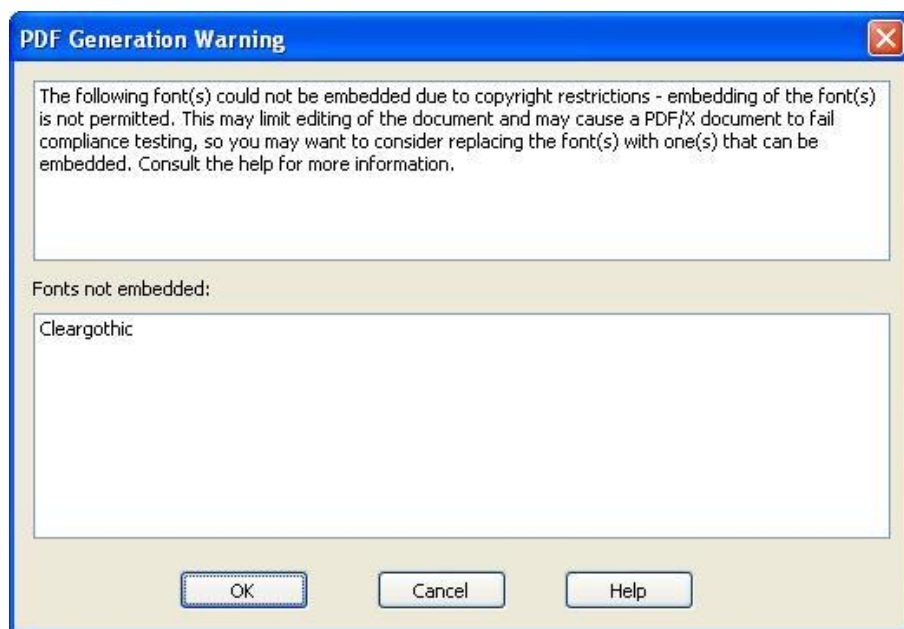 PDF Generation Warning
The following font(s) could not be embedded due to copyright restrictions - embedding of the font(s)
is not permitted. This may limit editing of the document and may cause a PDF/X document to fail
compliance testing, so you may want to consider replacing the font(s) with one(s) that can be
embedded. Consult the help for more information.
Fonts not embedded:
Cleargothic
OK Cancel Help